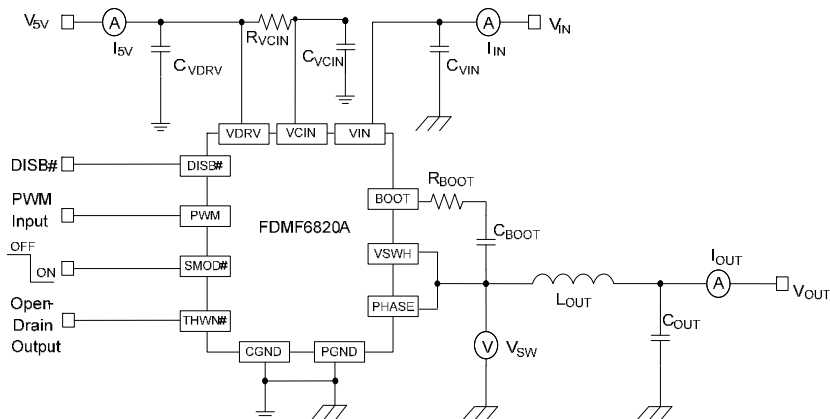 V5V
A
I5V
CVDRV
RVCIN
CVCIN
CVIN
A
IIN
VIN
VDRV
VCIN
VIN
DISB#
DISB#
PWM
Input
PWM
OFF
ON
SMOD#
Open-
Drain
Output
THWN#
FDMF6820A
BOOT
RBOOT
CBOOT
VSWH
PHASE
LOUT
IOUT
A
VOUT
COUT
V
VSW
CGND
PGND